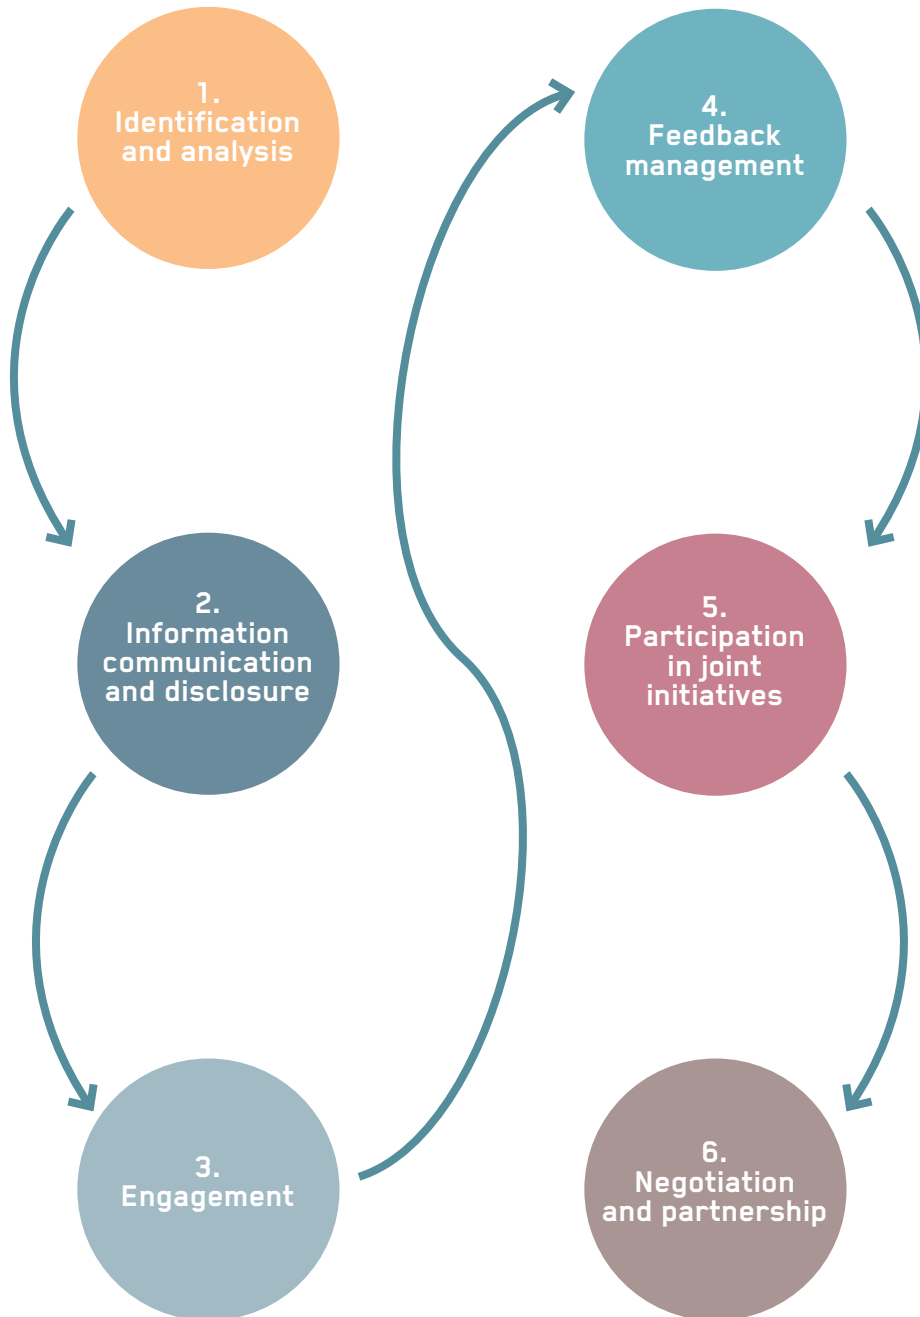 1.
Identification
and analysis
2.
Information
communication
and disclosure
3.
Engagement
4.
Feedback
management
5.
Participation
in joint
initiatives
6.
Negotiation
and partnership